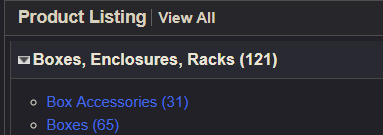 Product Listing | View All
Boxes, Enclosures, Racks (121)
Box Accessories (31)
Boxes (65)